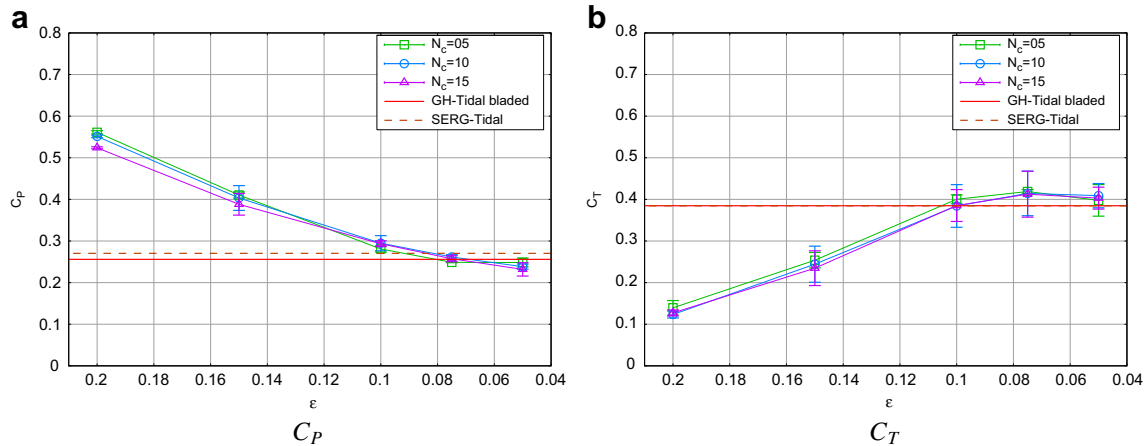 a
0.8
0.7
0.6
0.5
0.4
0.3
0.2
0.1
0
C_P
0.2 0.18 0.16 0.14 0.12 0.1 0.08 0.06 0.04
ε
N_c=05
N_c=10
N_c=15
GH-Tidal bladed
SERG-Tidal
C_P
b
0.8
0.7
0.6
0.5
0.4
0.3
0.2
0.1
0
C_T
0.2 0.18 0.16 0.14 0.12 0.1 0.08 0.06 0.04
ε
N_c=05
N_c=10
N_c=15
GH-Tidal bladed
SERG-Tidal
C_T